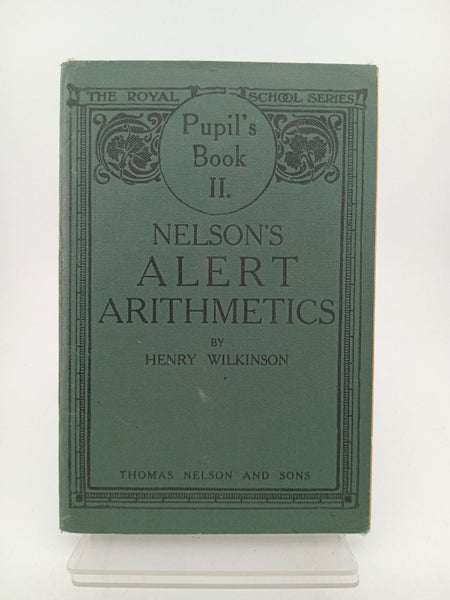 THE ROYAL SCHOOL SERIES
Pupil's
Book
II.
NELSON'S
ALERT
ARITHMETICS
BY
HENRY WILKINSON
THOMAS NELSON AND SONS